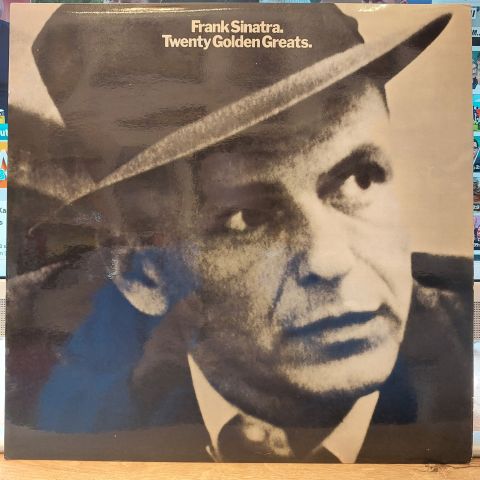 Frank Sinatra.
Twenty Golden Greats.